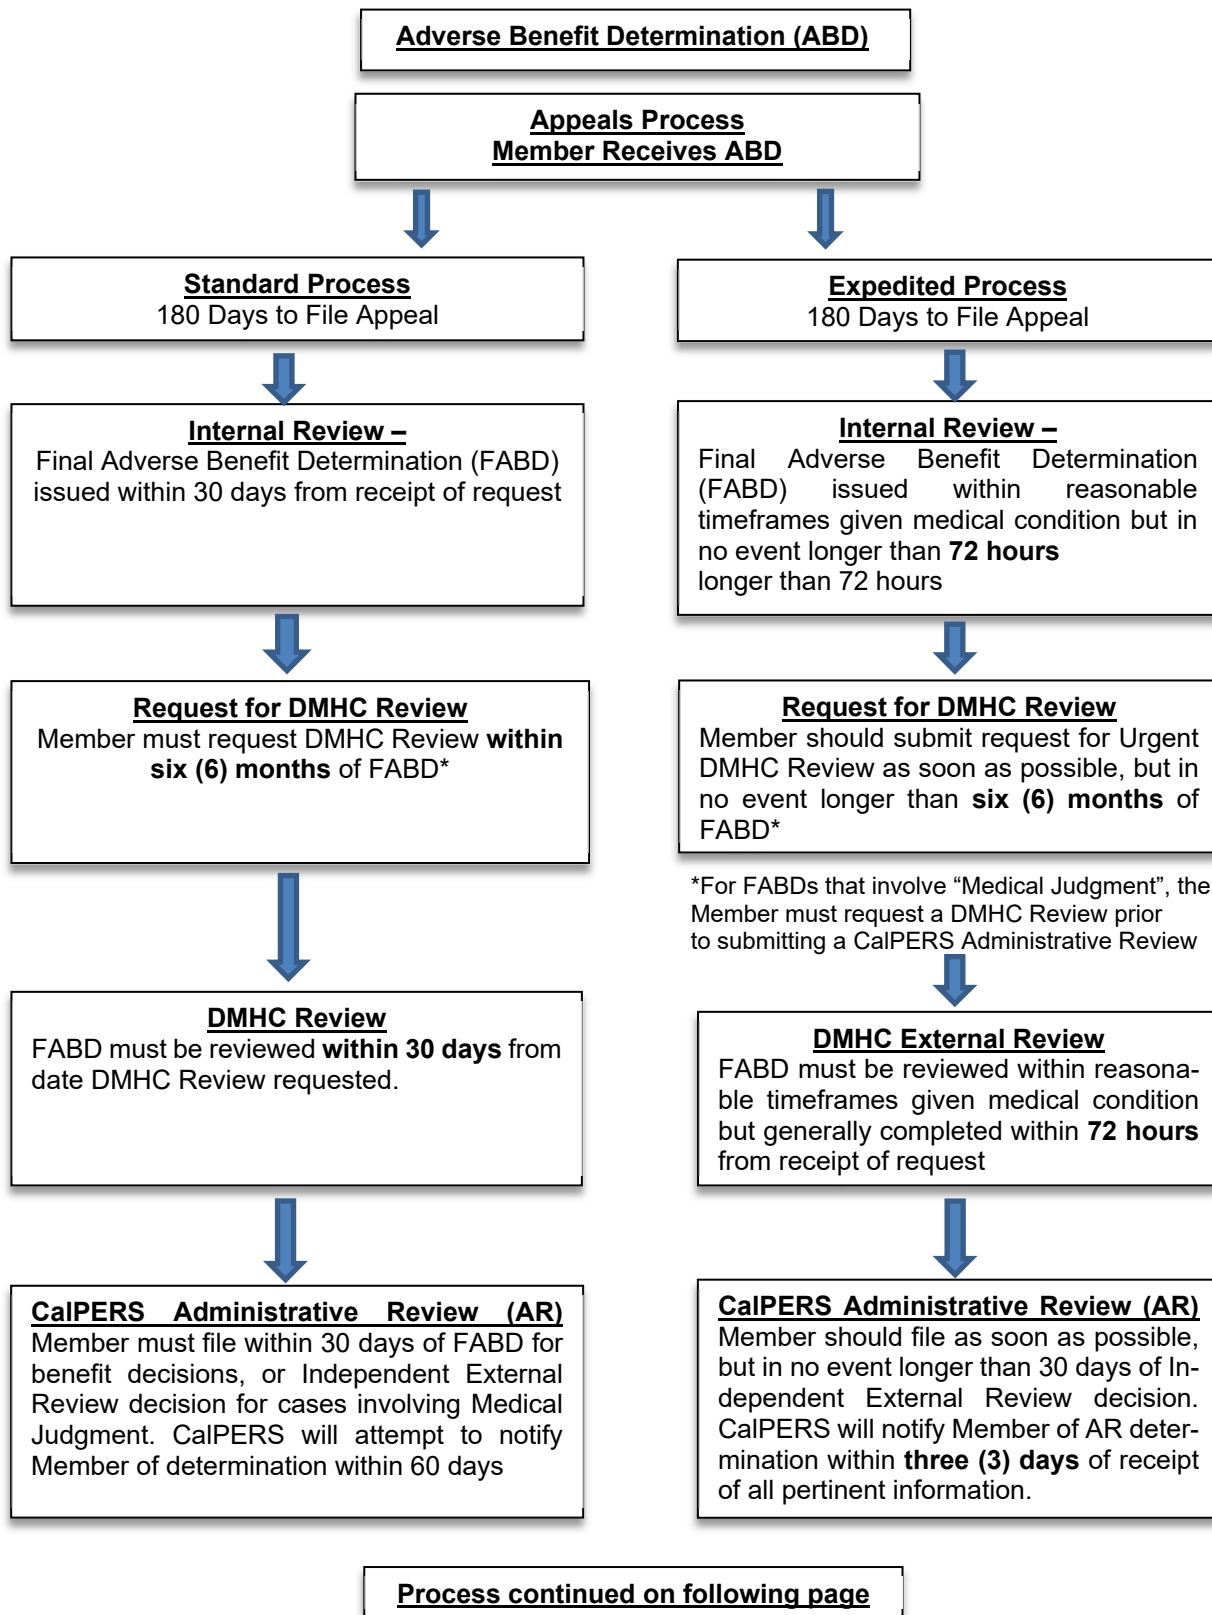 Adverse Benefit Determination (ABD)
Appeals Process
Member Receives ABD
Standard Process
180 Days to File Appeal
Expedited Process
180 Days to File Appeal
Internal Review –
Final Adverse Benefit Determination (FABD)
issued within 30 days from receipt of request
Internal Review –
Final Adverse Benefit Determination
(FABD) issued within reasonable
timeframes given medical condition but in
no event longer than 72 hours
longer than 72 hours
Request for DMHC Review
Member must request DMHC Review within
six (6) months of FABD*
Request for DMHC Review
Member should submit request for Urgent
DMHC Review as soon as possible, but in
no event longer than six (6) months of
FABD*
*For FABDs that involve “Medical Judgment”, the
Member must request a DMHC Review prior
to submitting a CalPERS Administrative Review
DMHC Review
FABD must be reviewed within 30 days from
date DMHC Review requested.
DMHC External Review
FABD must be reviewed within reasona-
ble timeframes given medical condition
but generally completed within 72 hours
from receipt of request
CalPERS Administrative Review (AR)
Member must file within 30 days of FABD for
benefit decisions, or Independent External
Review decision for cases involving Medical
Judgment. CalPERS will attempt to notify
Member of determination within 60 days
CalPERS Administrative Review (AR)
Member should file as soon as possible,
but in no event longer than 30 days of In-
dependent External Review decision.
CalPERS will notify Member of AR deter-
mination within three (3) days of receipt
of all pertinent information.
Process continued on following page